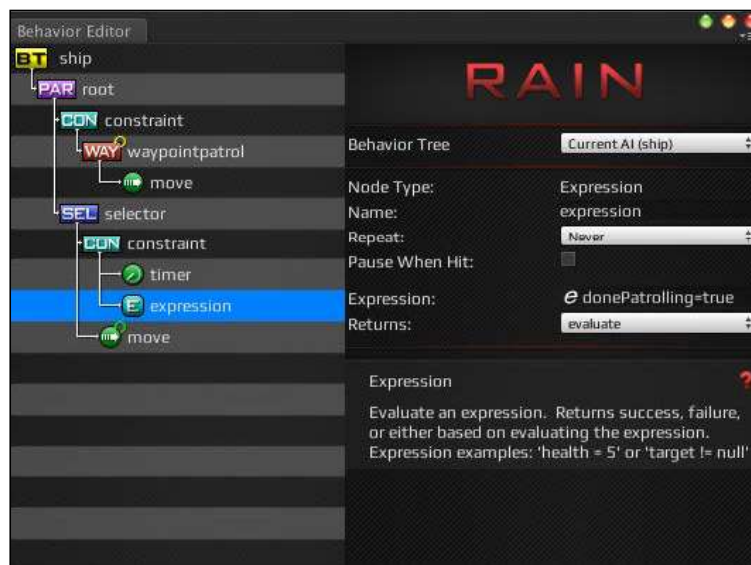 Behavior Editor
BT ship
PAR root
CON constraint
WAY waypointpatrol
move
SEL selector
CON constraint
timer
E expression
move
RAIN
Behavior Tree Current AI (ship)
Node Type: Expression
Name: expression
Repeat: Never
Pause When Hit:
Expression: e donePatrolling=true
Returns: evaluate
Expression ?
Evaluate an expression. Returns success, failure,
or either based on evaluating the expression.
Expression examples: 'health = 5' or 'target != null'